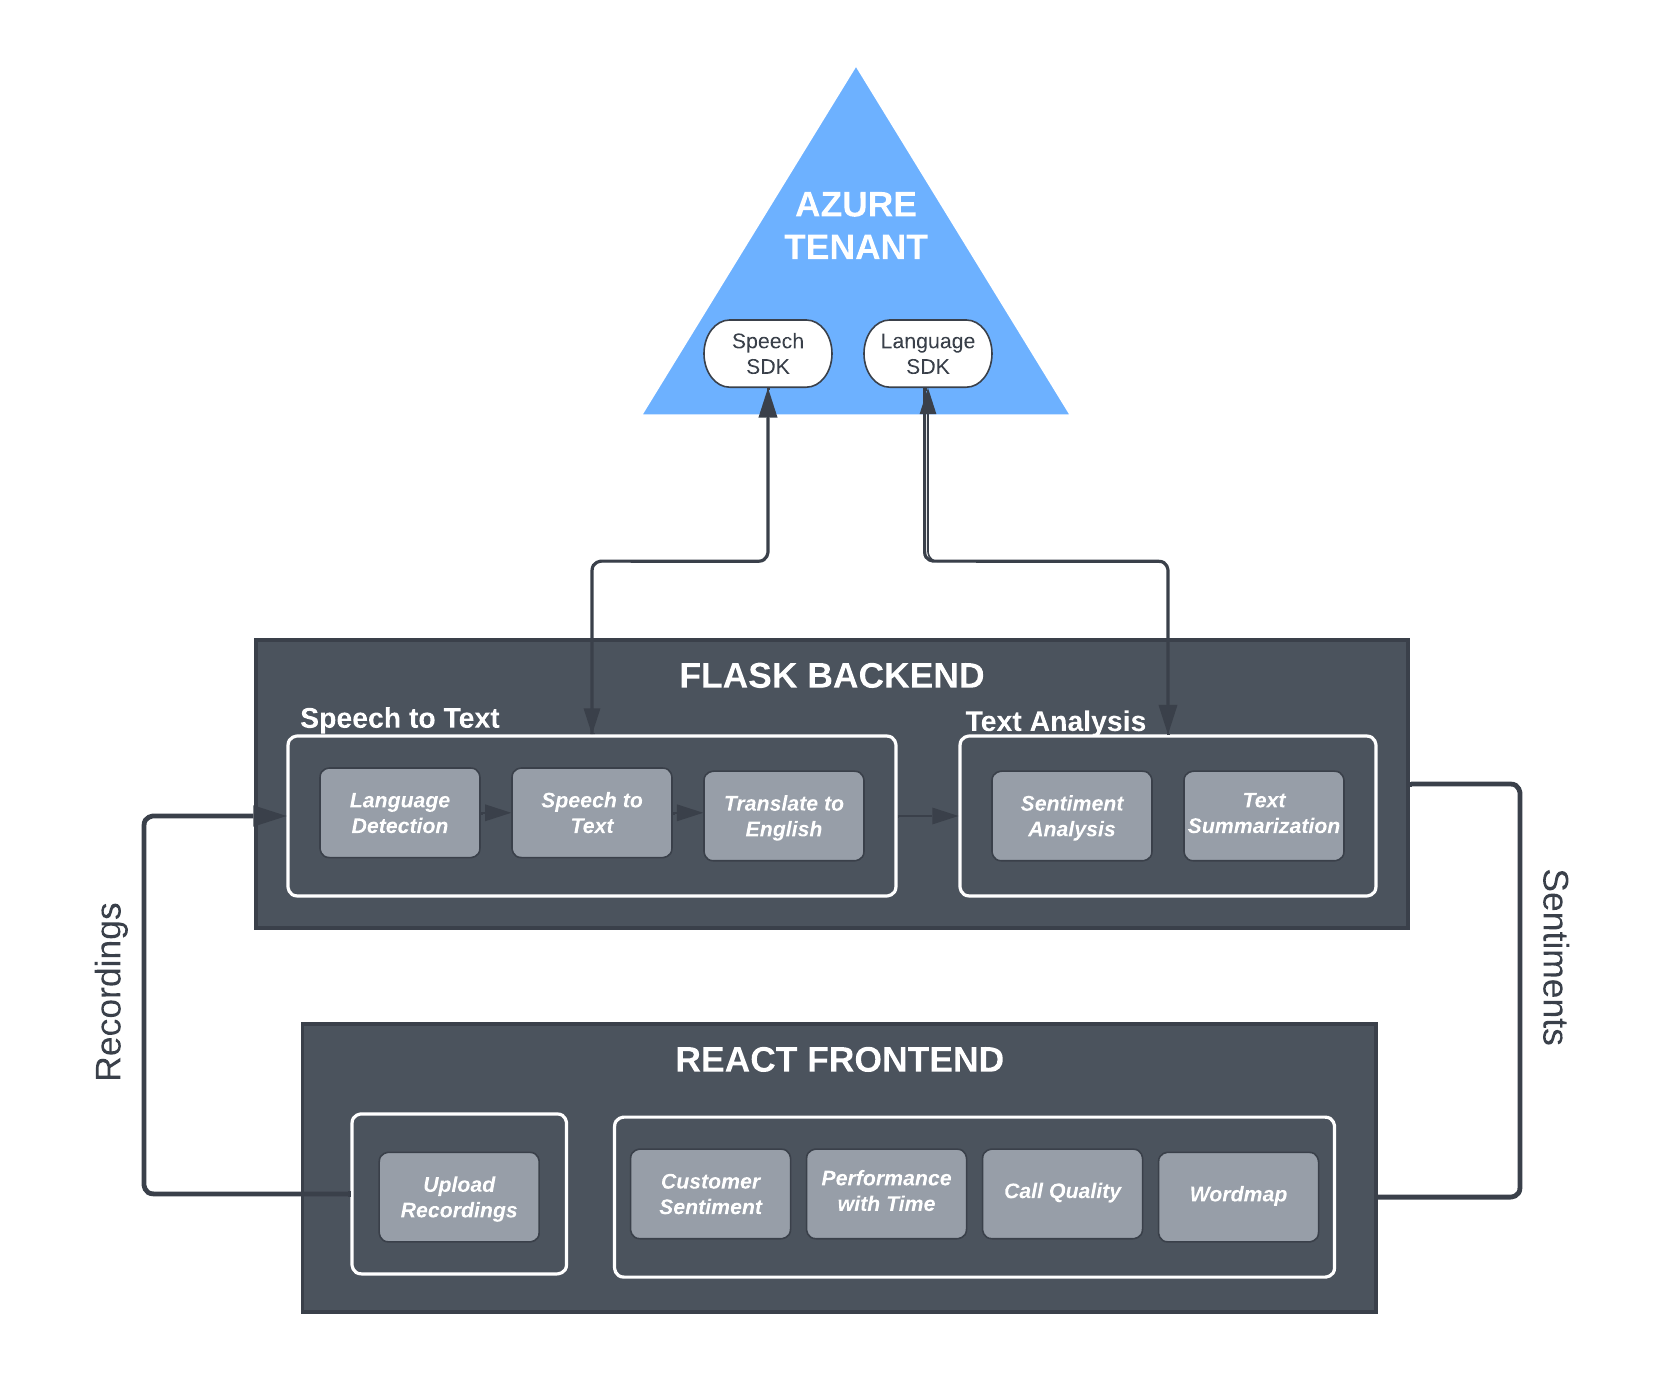 AZURE
TENANT
Speech
SDK
Language
SDK
FLASK BACKEND
Speech to Text
Text Analysis
Language
Detection
Speech to
Text
Translate to
English
Sentiment
Analysis
Text
Summarization
Recordings
Sentiments
REACT FRONTEND
Upload
Recordings
Customer
Sentiment
Performance
with Time
Call Quality
Wordmap